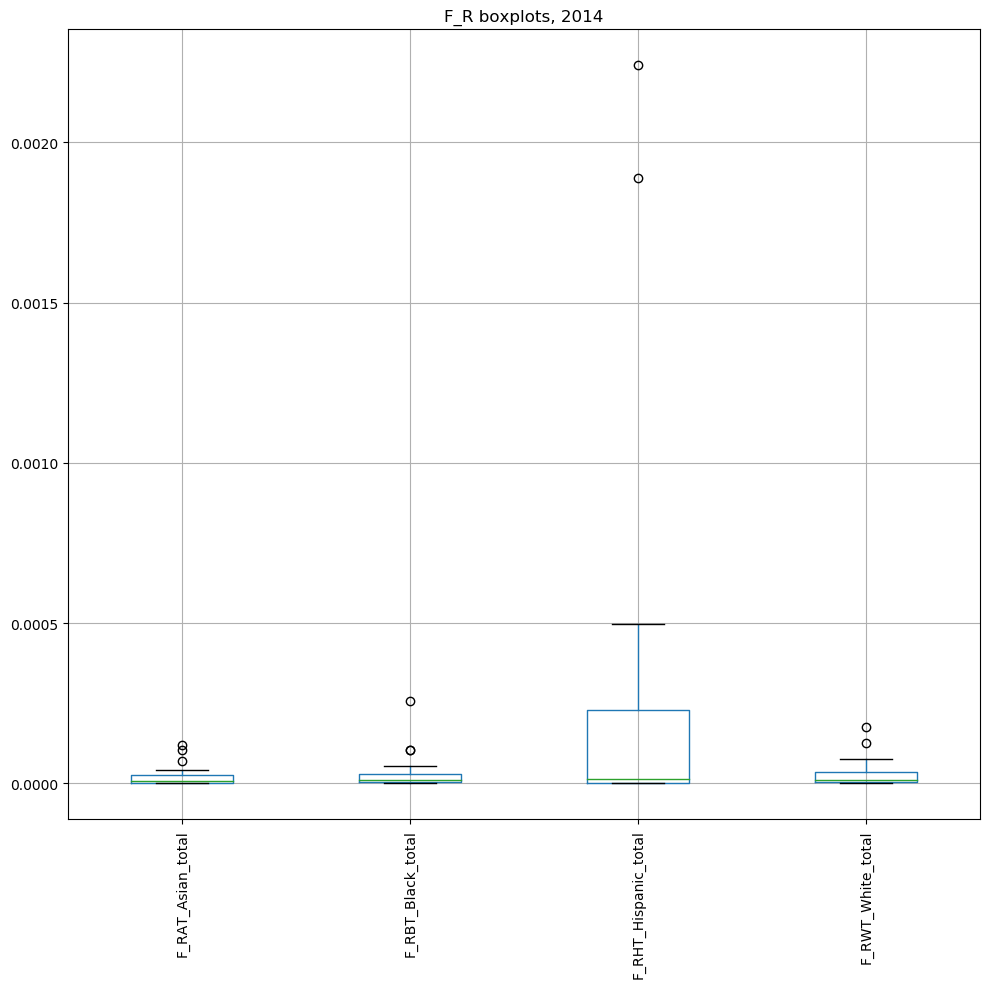 F_R boxplots, 2014
0.0020
0.0015
0.0010
0.0005
0.0000
F_RAT_Asian_total
F_RBT_Black_total
F_RHT_Hispanic_total
F_RWT_White_total